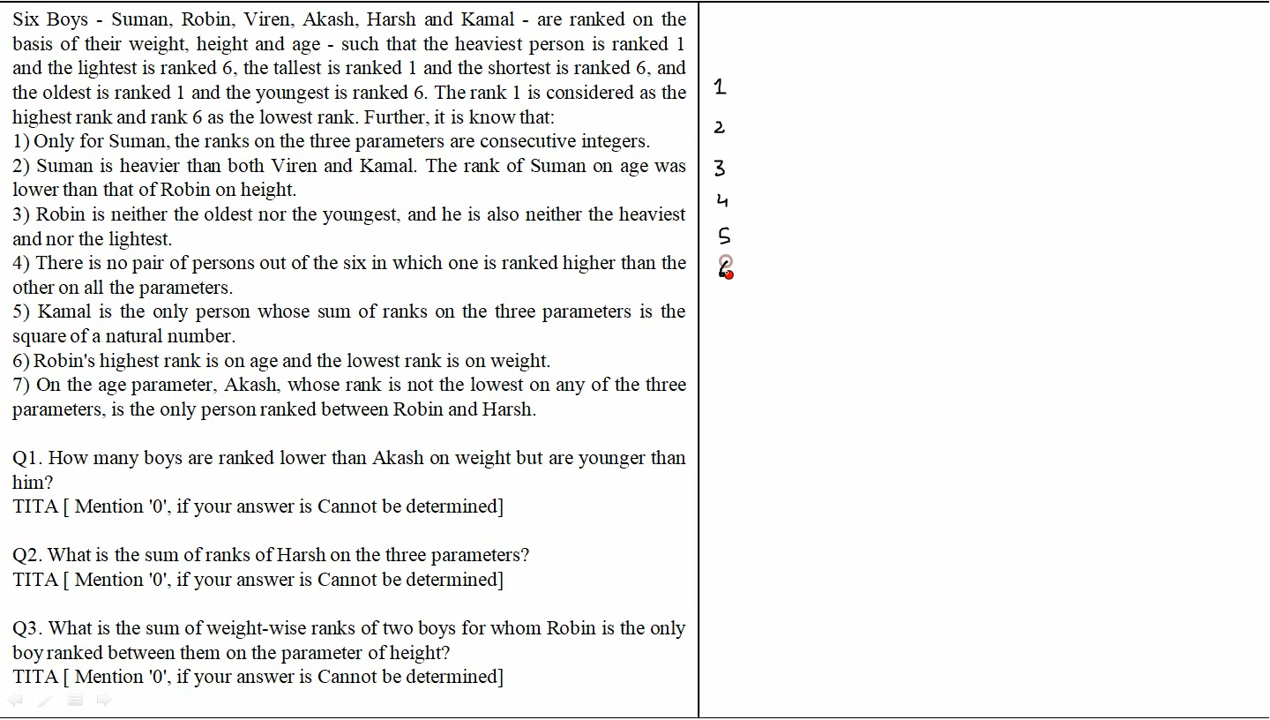 Six Boys - Suman, Robin, Viren, Akash, Harsh and Kamal - are ranked on the
basis of their weight, height and age - such that the heaviest person is ranked 1
and the lightest is ranked 6, the tallest is ranked 1 and the shortest is ranked 6, and
the oldest is ranked 1 and the youngest is ranked 6. The rank 1 is considered as the
highest rank and rank 6 as the lowest rank. Further, it is know that:
1) Only for Suman, the ranks on the three parameters are consecutive integers.
2) Suman is heavier than both Viren and Kamal. The rank of Suman on age was
lower than that of Robin on height.
3) Robin is neither the oldest nor the youngest, and he is also neither the heaviest
and nor the lightest.
4) There is no pair of persons out of the six in which one is ranked higher than the
other on all the parameters.
5) Kamal is the only person whose sum of ranks on the three parameters is the
square of a natural number.
6) Robin's highest rank is on age and the lowest rank is on weight.
7) On the age parameter, Akash, whose rank is not the lowest on any of the three
parameters, is the only person ranked between Robin and Harsh.
Q1. How many boys are ranked lower than Akash on weight but are younger than
him?
TITA [ Mention '0', if your answer is Cannot be determined]
Q2. What is the sum of ranks of Harsh on the three parameters?
TITA [ Mention '0', if your answer is Cannot be determined]
Q3. What is the sum of weight-wise ranks of two boys for whom Robin is the only
boy ranked between them on the parameter of height?
TITA [ Mention '0', if your answer is Cannot be determined]
1
2
3
4
5
6